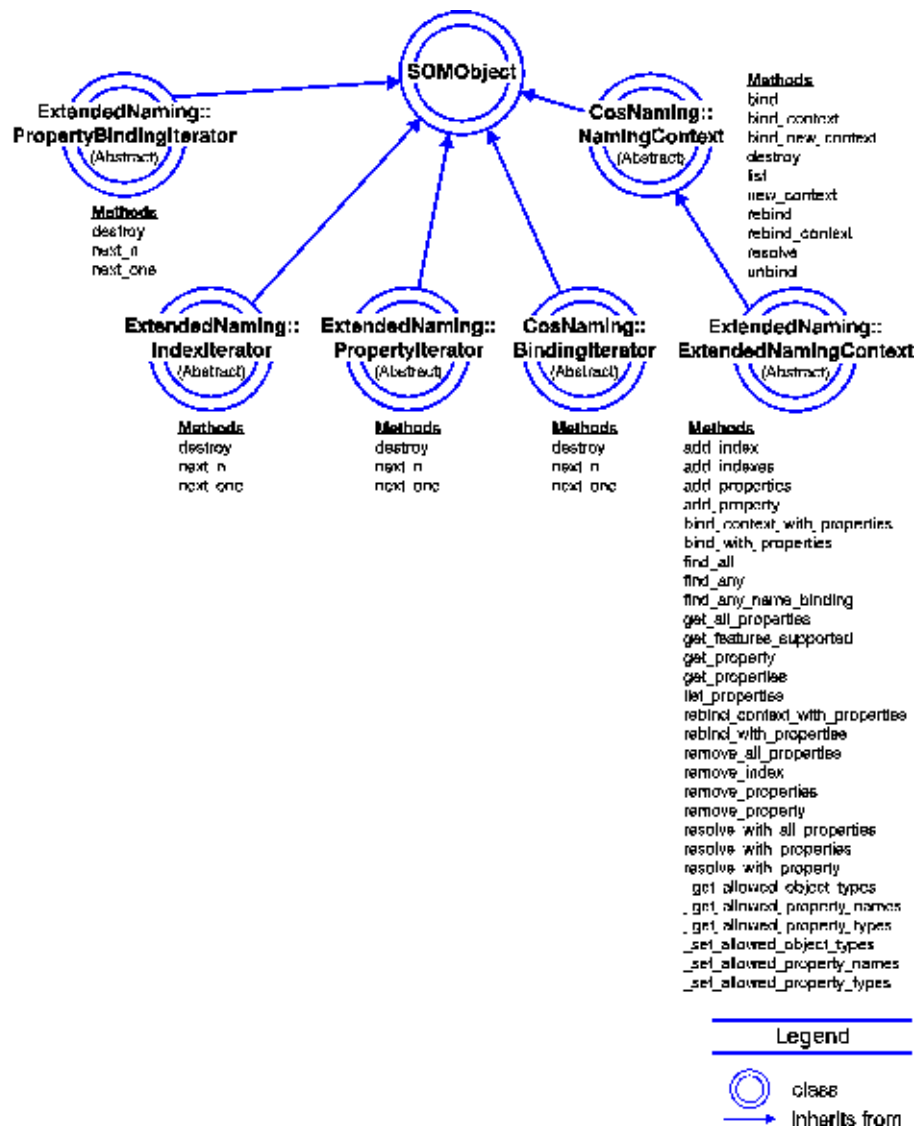 SOMObject
ExtendedNaming::
PropertyBindingIterator
(Abstract)
Methods
destroy
next_n
next_one
CosNaming::
NamingContext
(Abstract)
Methods
bind
bind_context
bind_new_context
destroy
list
new_context
rebind
rebind_context
resolve
unbind
ExtendedNaming::
IndexIterator
(Abstract)
Methods
destroy
next_n
next_one
ExtendedNaming::
PropertyIterator
(Abstract)
Methods
destroy
next_n
next_one
CosNaming::
BindingIterator
(Abstract)
Methods
destroy
next_n
next_one
ExtendedNaming::
ExtendedNamingContext
(Abstract)
Methods
add_index
add_indexes
add_properties
add_property
bind_context_with_properties
bind_with_properties
find_all
find_any
find_any_name_binding
get_all_properties
get_features_supported
get_property
get_properties
list_properties
rebind_context_with_properties
rebind_with_properties
remove_all_properties
remove_index
remove_properties
remove_property
resolve_with_all_properties
resolve_with_properties
resolve_with_property
_get_allowed_object_types
_get_allowed_property_names
_get_allowed_property_types
_set_allowed_object_types
_set_allowed_property_names
_set_allowed_property_types
Legend
class
inherits from